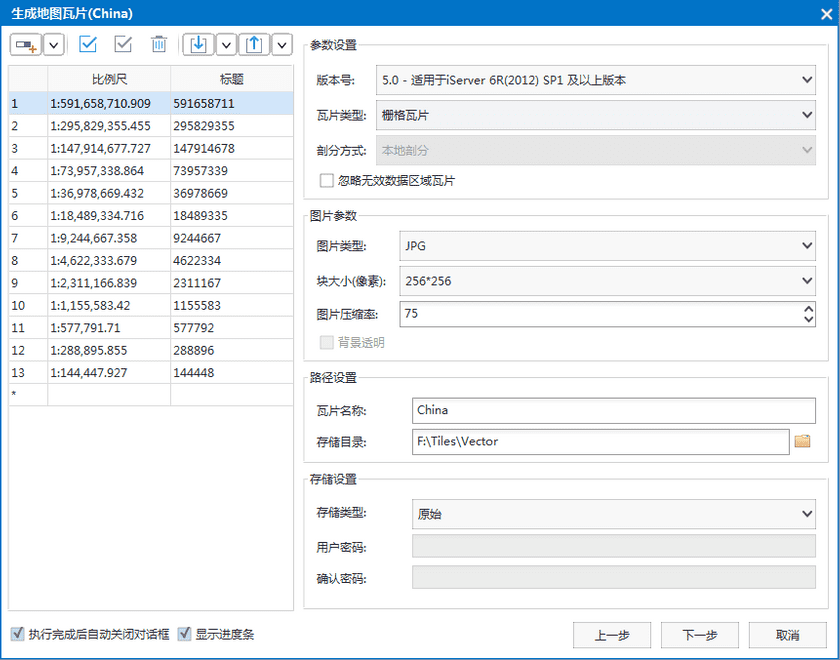 生成地图瓦片(China)
比例尺 标题
1 1:591,658,710.909 591658711
2 1:295,829,355.455 295829355
3 1:147,914,677.727 147914678
4 1:73,957,338.864 73957339
5 1:36,978,669.432 36978669
6 1:18,489,334.716 18489335
7 1:9,244,667.358 9244667
8 1:4,622,333.679 4622334
9 1:2,311,166.839 2311167
10 1:1,155,583.42 1155583
11 1:577,791.71 577792
12 1:288,895.855 288896
13 1:144,447.927 144448
*
参数设置
版本号: 5.0 - 适用于iServer 6R(2012) SP1 及以上版本
瓦片类型: 栅格瓦片
剖分方式: 本地剖分
忽略无效数据区域瓦片
图片参数
图片类型: JPG
块大小(像素): 256*256
图片压缩率: 75
背景透明
路径设置
瓦片名称: China
存储目录: F:\Tiles\Vector
存储设置
存储类型: 原始
用户密码:
确认密码:
执行完成后自动关闭对话框 显示进度条
上一步 下一步 取消